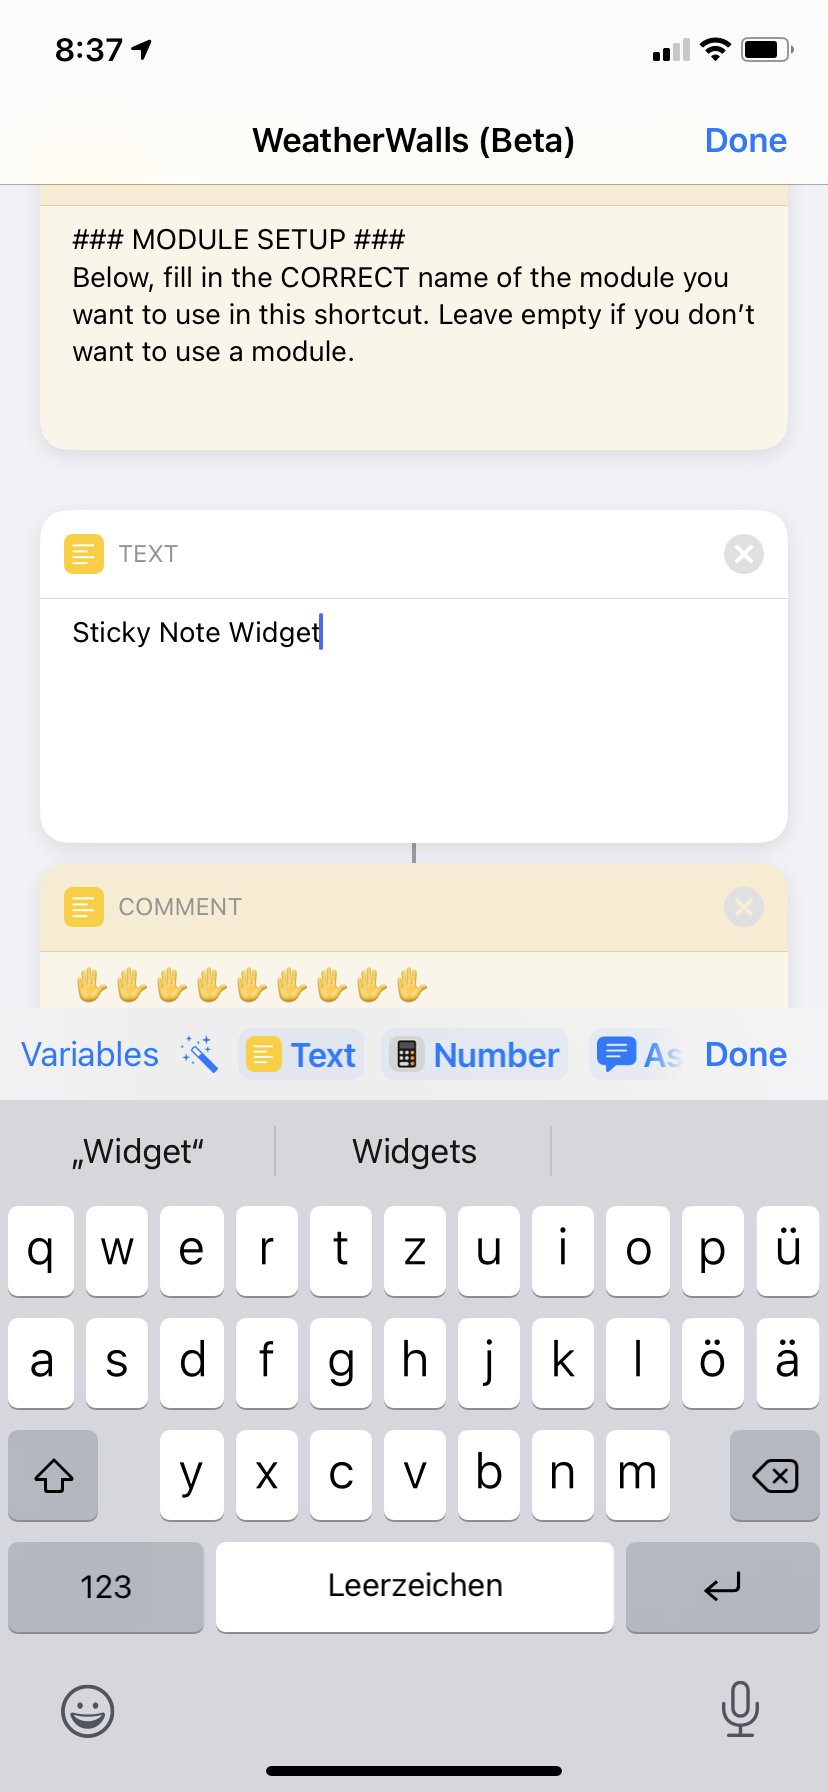 8:37
WeatherWalls (Beta)
Done
### MODULE SETUP ###
Below, fill in the CORRECT name of the module you
want to use in this shortcut. Leave empty if you don’t
want to use a module.
TEXT
Sticky Note Widget
COMMENT
✋✋✋✋✋✋✋✋✋
Variables Text Number As Done
„Widget“ Widgets
q w e r t z u i o p ü
a s d f g h j k l ö ä
y x c v b n m
123 Leerzeichen